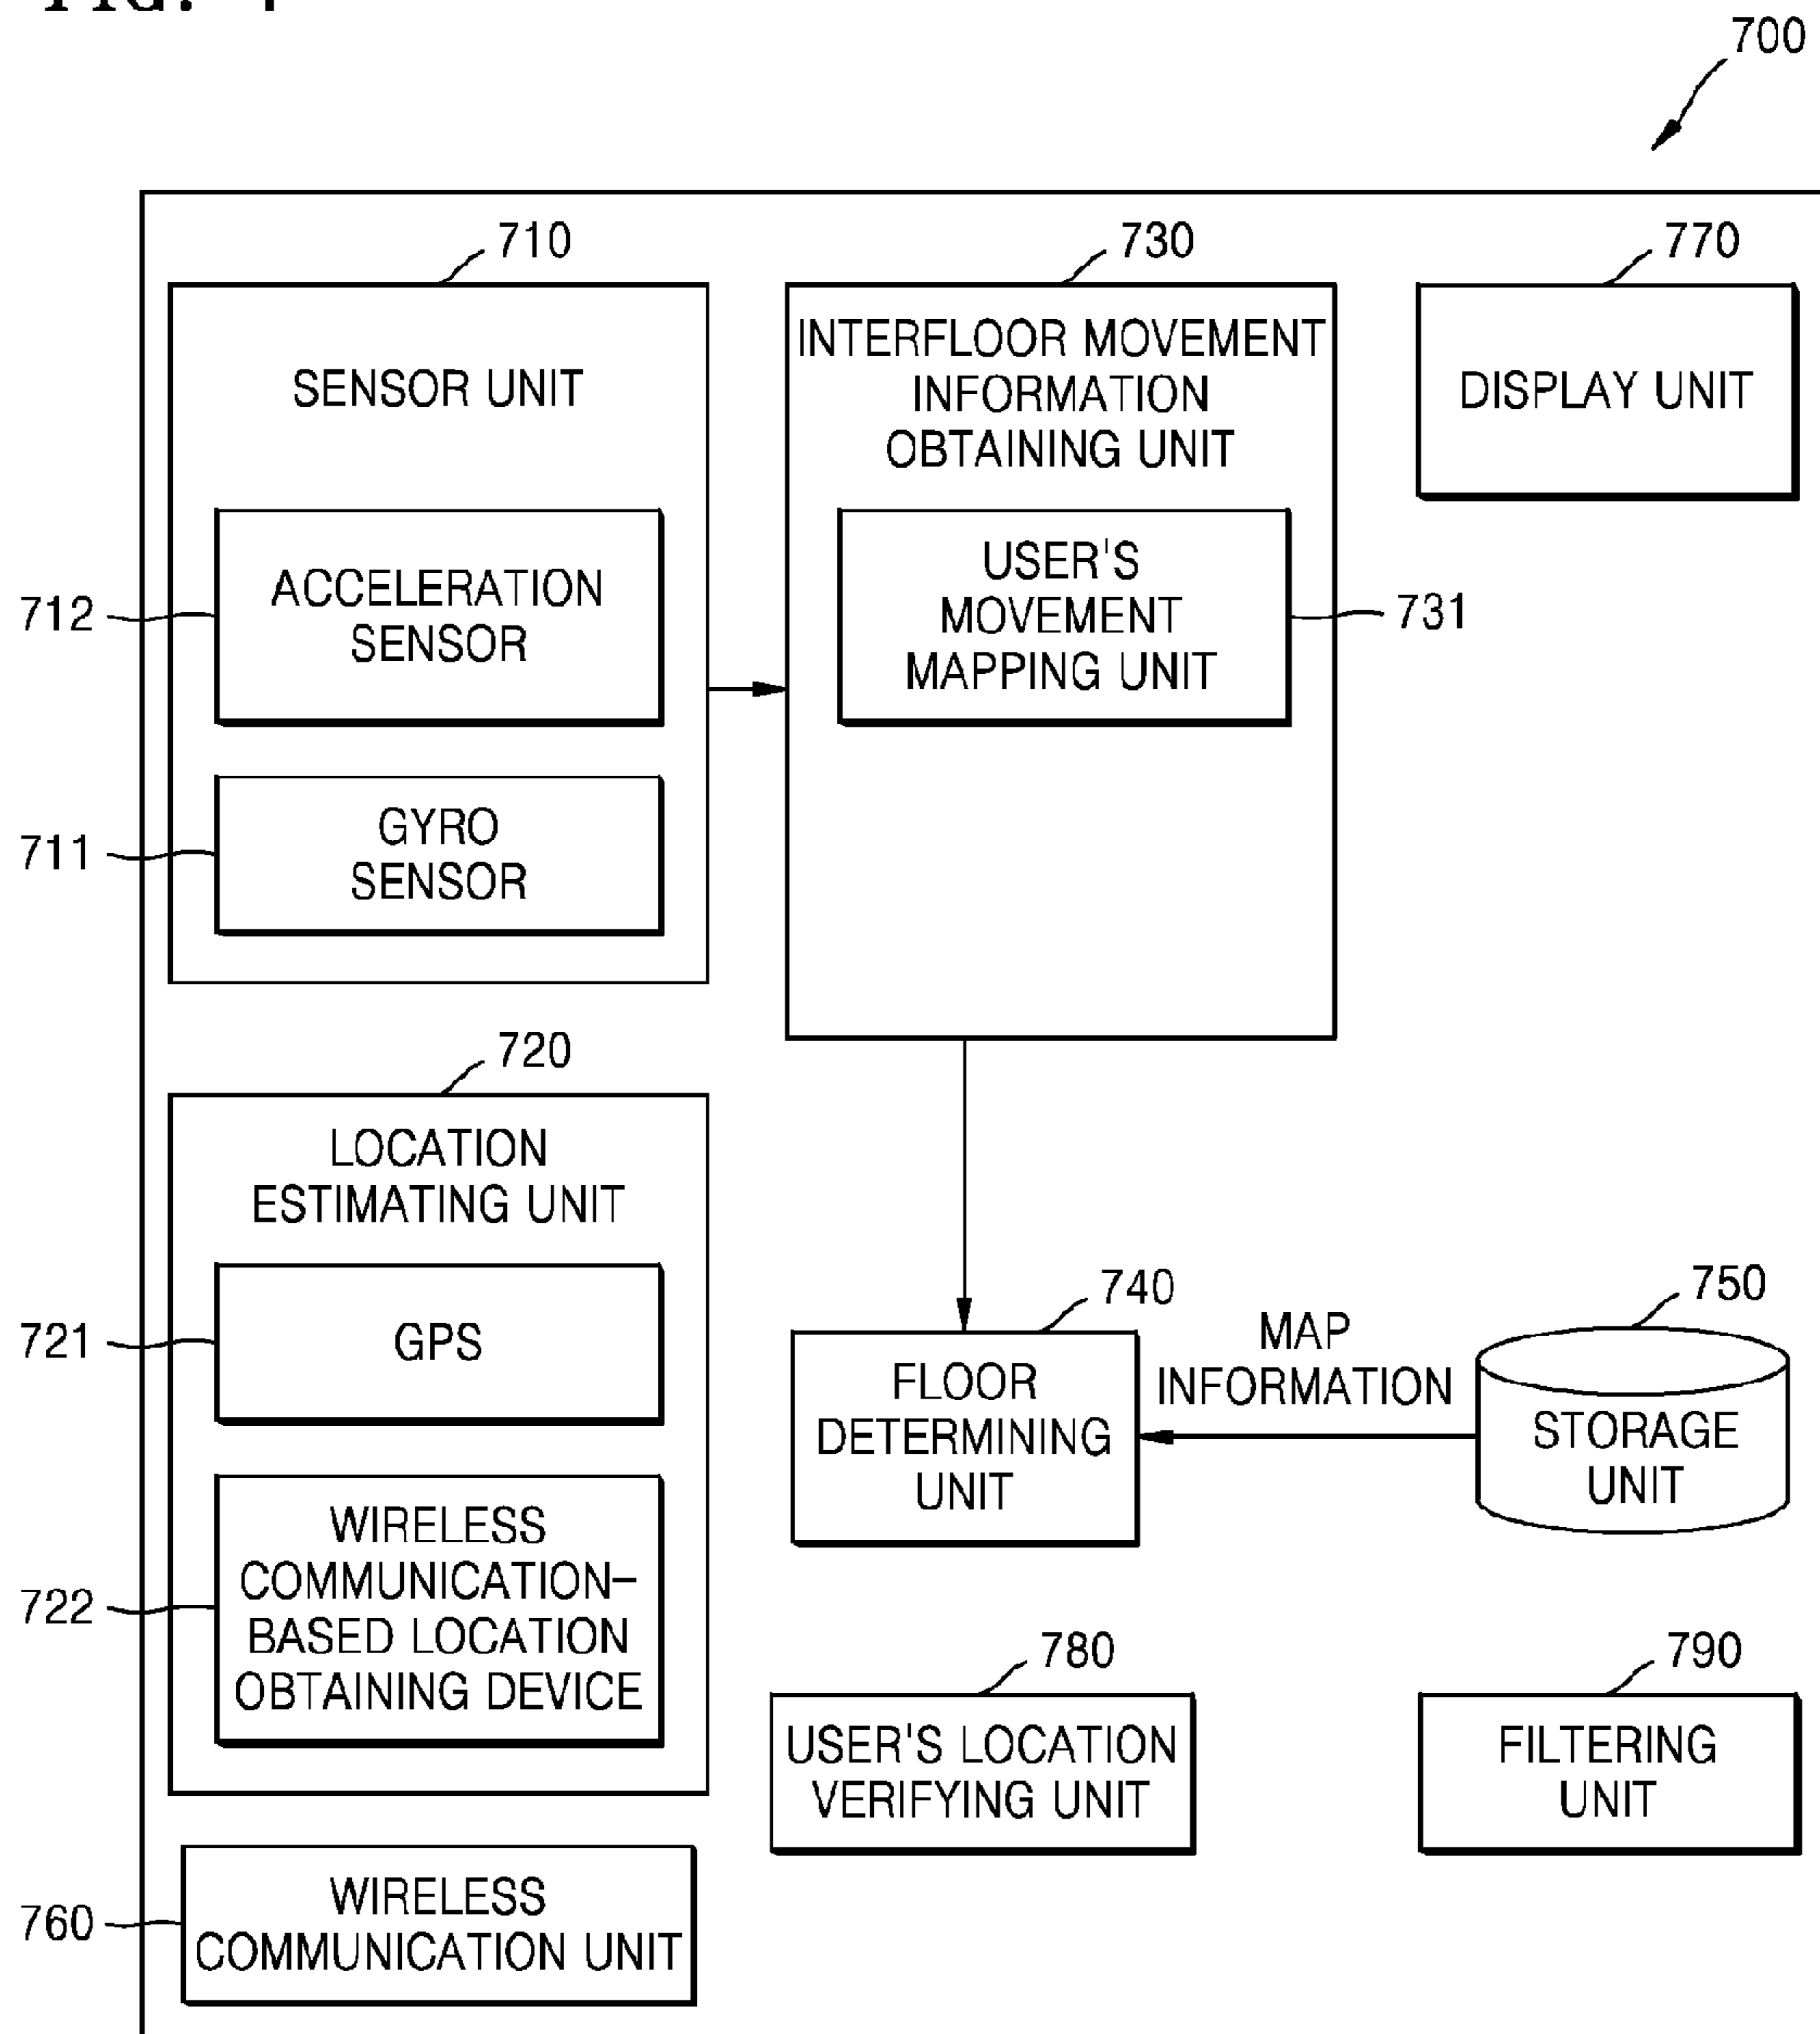 700
710
SENSOR UNIT
712
ACCELERATION
SENSOR
711
GYRO
SENSOR
730
INTERFLOOR MOVEMENT
INFORMATION
OBTAINING UNIT
USER'S
MOVEMENT
MAPPING UNIT
731
770
DISPLAY UNIT
720
LOCATION
ESTIMATING UNIT
721
GPS
722
WIRELESS
COMMUNICATION–
BASED LOCATION
OBTAINING DEVICE
740
FLOOR
DETERMINING
UNIT
MAP
INFORMATION
750
STORAGE
UNIT
780
USER'S LOCATION
VERIFYING UNIT
790
FILTERING
UNIT
760
WIRELESS
COMMUNICATION UNIT